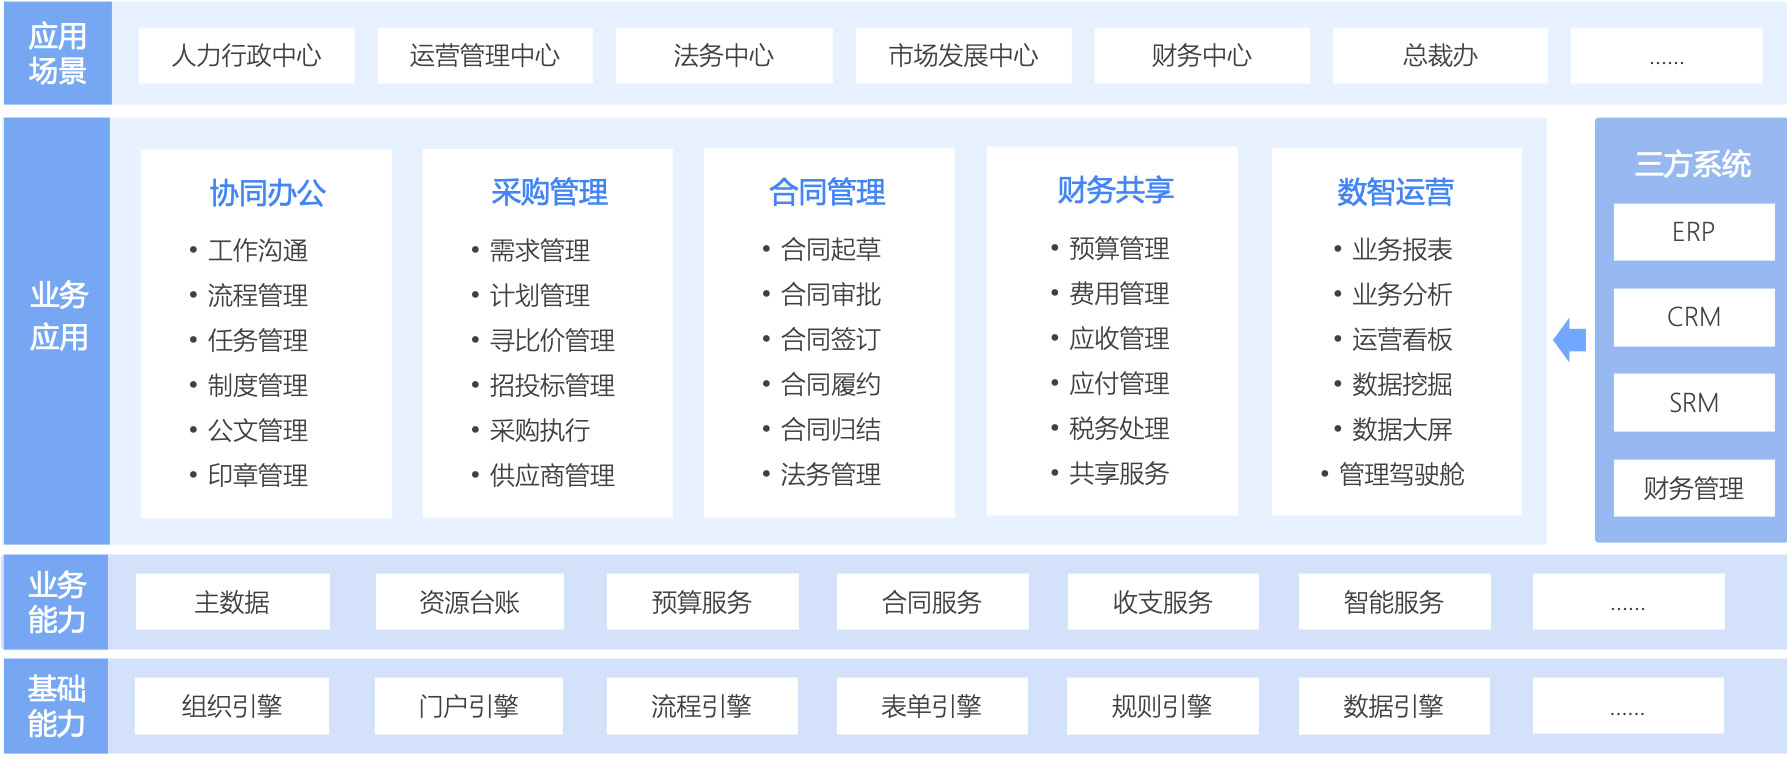 应用
场景
人力行政中心
运营管理中心
法务中心
市场发展中心
财务中心
总裁办
......
业务
应用
协同办公
• 工作沟通
• 流程管理
• 任务管理
• 制度管理
• 公文管理
• 印章管理
采购管理
• 需求管理
• 计划管理
• 寻比价管理
• 招投标管理
• 采购执行
• 供应商管理
合同管理
• 合同起草
• 合同审批
• 合同签订
• 合同履约
• 合同归结
• 法务管理
财务共享
• 预算管理
• 费用管理
• 应收管理
• 应付管理
• 税务处理
• 共享服务
数智运营
• 业务报表
• 业务分析
• 运营看板
• 数据挖掘
• 数据大屏
• 管理驾驶舱
三方系统
ERP
CRM
SRM
财务管理
业务
能力
主数据
资源台账
预算服务
合同服务
收支服务
智能服务
......
基础
能力
组织引擎
门户引擎
流程引擎
表单引擎
规则引擎
数据引擎
......